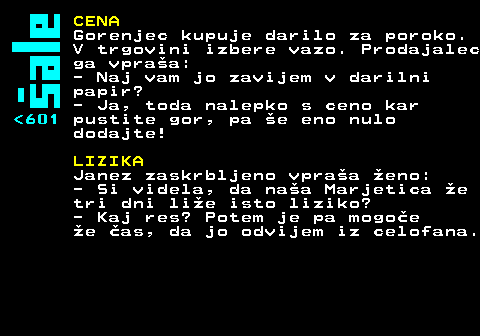 Šale
<601
CENA
Gorenjec kupuje darilo za poroko.
V trgovini izbere vazo. Prodajalec
ga vpraša:
- Naj vam jo zavijem v darilni
papir?
- Ja, toda nalepko s ceno kar
pustite gor, pa še eno nulo
dodajte!
LIZIKA
Janez zaskrbljeno vpraša ženo:
- Si videla, da naša Marjetica že
tri dni liže isto liziko?
- Kaj res? Potem je pa mogoče
že čas, da jo odvijem iz celofana.